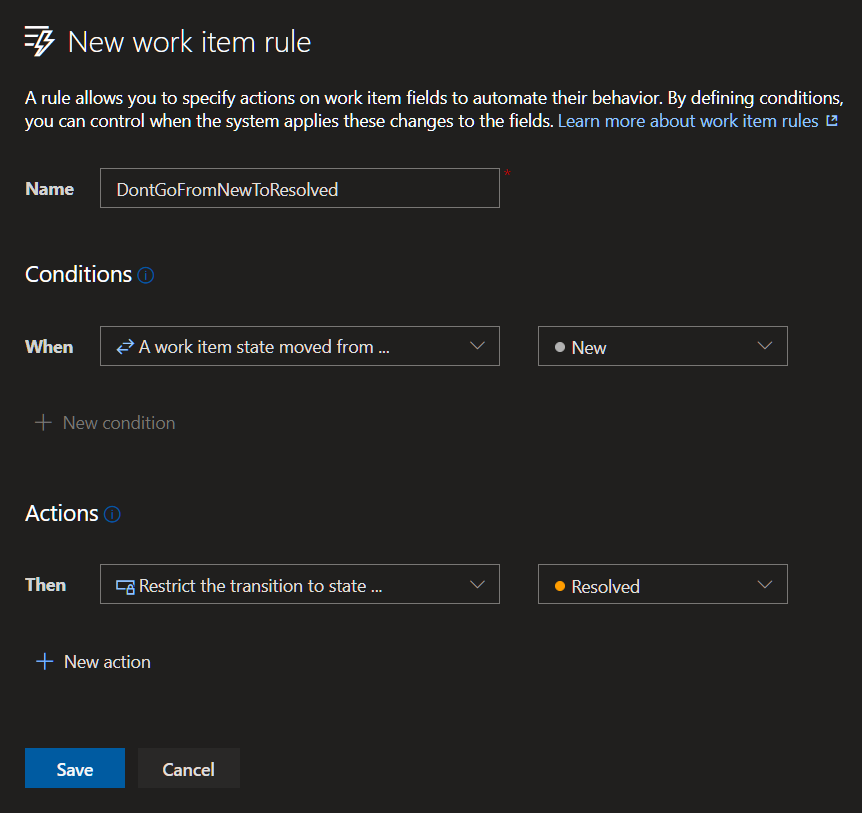 New work item rule
A rule allows you to specify actions on work item fields to automate their behavior. By defining conditions,
you can control when the system applies these changes to the fields. Learn more about work item rules
Name DontGoFromNewToResolved *
Conditions
When A work item state moved from ... New
New condition
Actions
Then Restrict the transition to state ... Resolved
New action
Save Cancel